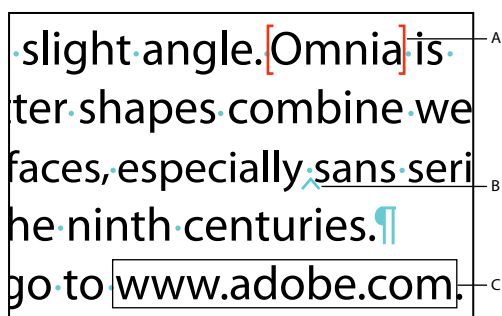 slight angle. [Omnia] is
tter shapes combine we
faces, especially sans seri
he ninth centuries.¶
go to www.adobe.com.
A
B
C